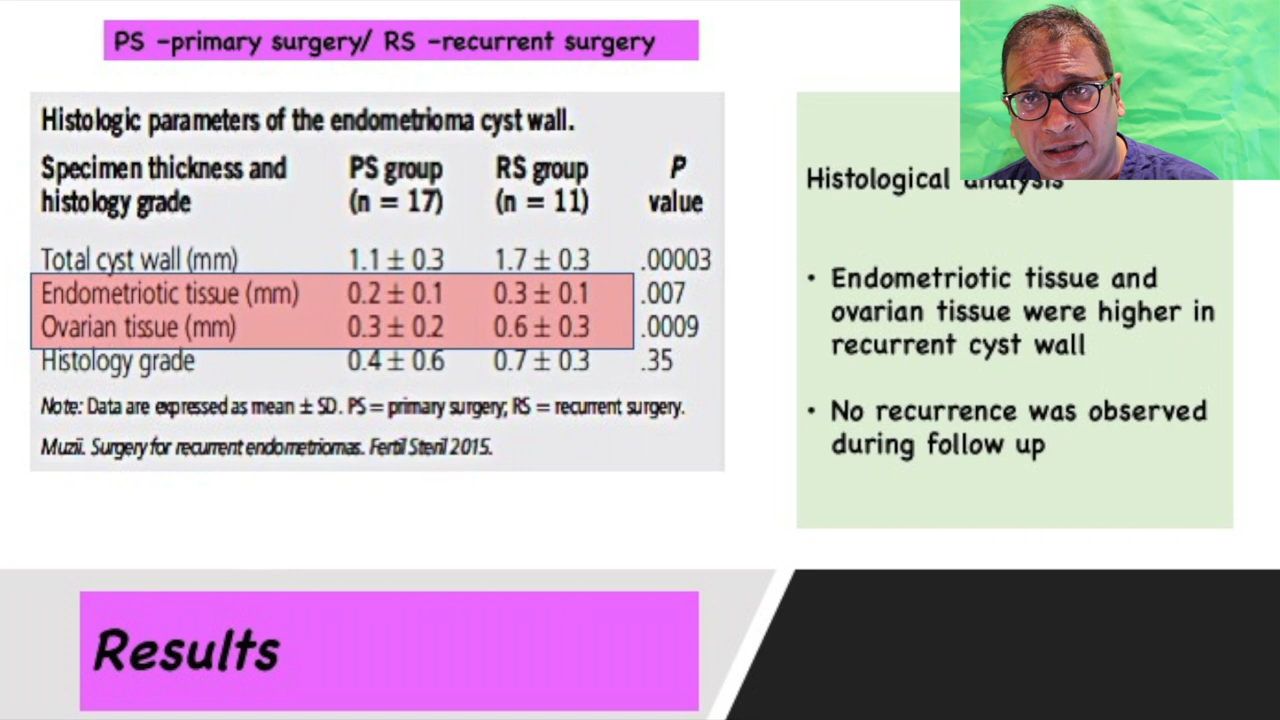 PS -primary surgery/ RS -recurrent surgery
Histologic parameters of the endometrioma cyst wall.
Specimen thickness and PS group RS group P
histology grade (n = 17) (n = 11) value
Total cyst wall (mm) 1.1 ± 0.3 1.7 ± 0.3 .00003
Endometriotic tissue (mm) 0.2 ± 0.1 0.3 ± 0.1 .007
Ovarian tissue (mm) 0.3 ± 0.2 0.6 ± 0.3 .0009
Histology grade 0.4 ± 0.6 0.7 ± 0.3 .35
Note: Data are expressed as mean ± SD. PS = primary surgery; RS = recurrent surgery.
Muzii. Surgery for recurrent endometriomas. Fertil Steril 2015.
Histological analysis
• Endometriotic tissue and
ovarian tissue were higher in
recurrent cyst wall
• No recurrence was observed
during follow up
Results